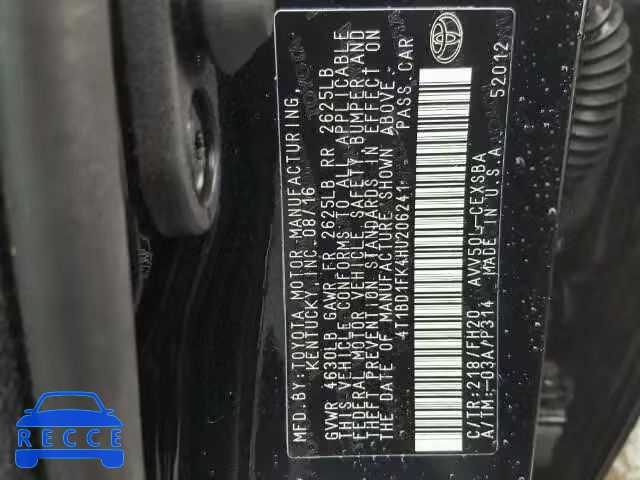 MFD. BY: TOYOTA MOTOR MANUFACTURING,
KENTUCKY, INC. 08/16
GVWR 4630LB GAWR FR 2625LB RR 2625LB
THIS VEHICLE CONFORMS TO ALL APPLICABLE
FEDERAL MOTOR VEHICLE SAFETY, BUMPER AND
THEFT PREVENTION STANDARDS IN EFFECT ON
THE DATE OF MANUFACTURE SHOWN ABOVE.
4T1BD1FK4HU206241 PASS. CAR
C/TR: 218/FH20 AVV50L-CEXSBA
A/TM: -03A/P314 MADE IN U.S.A. 52012
TOYOTA
RECCE